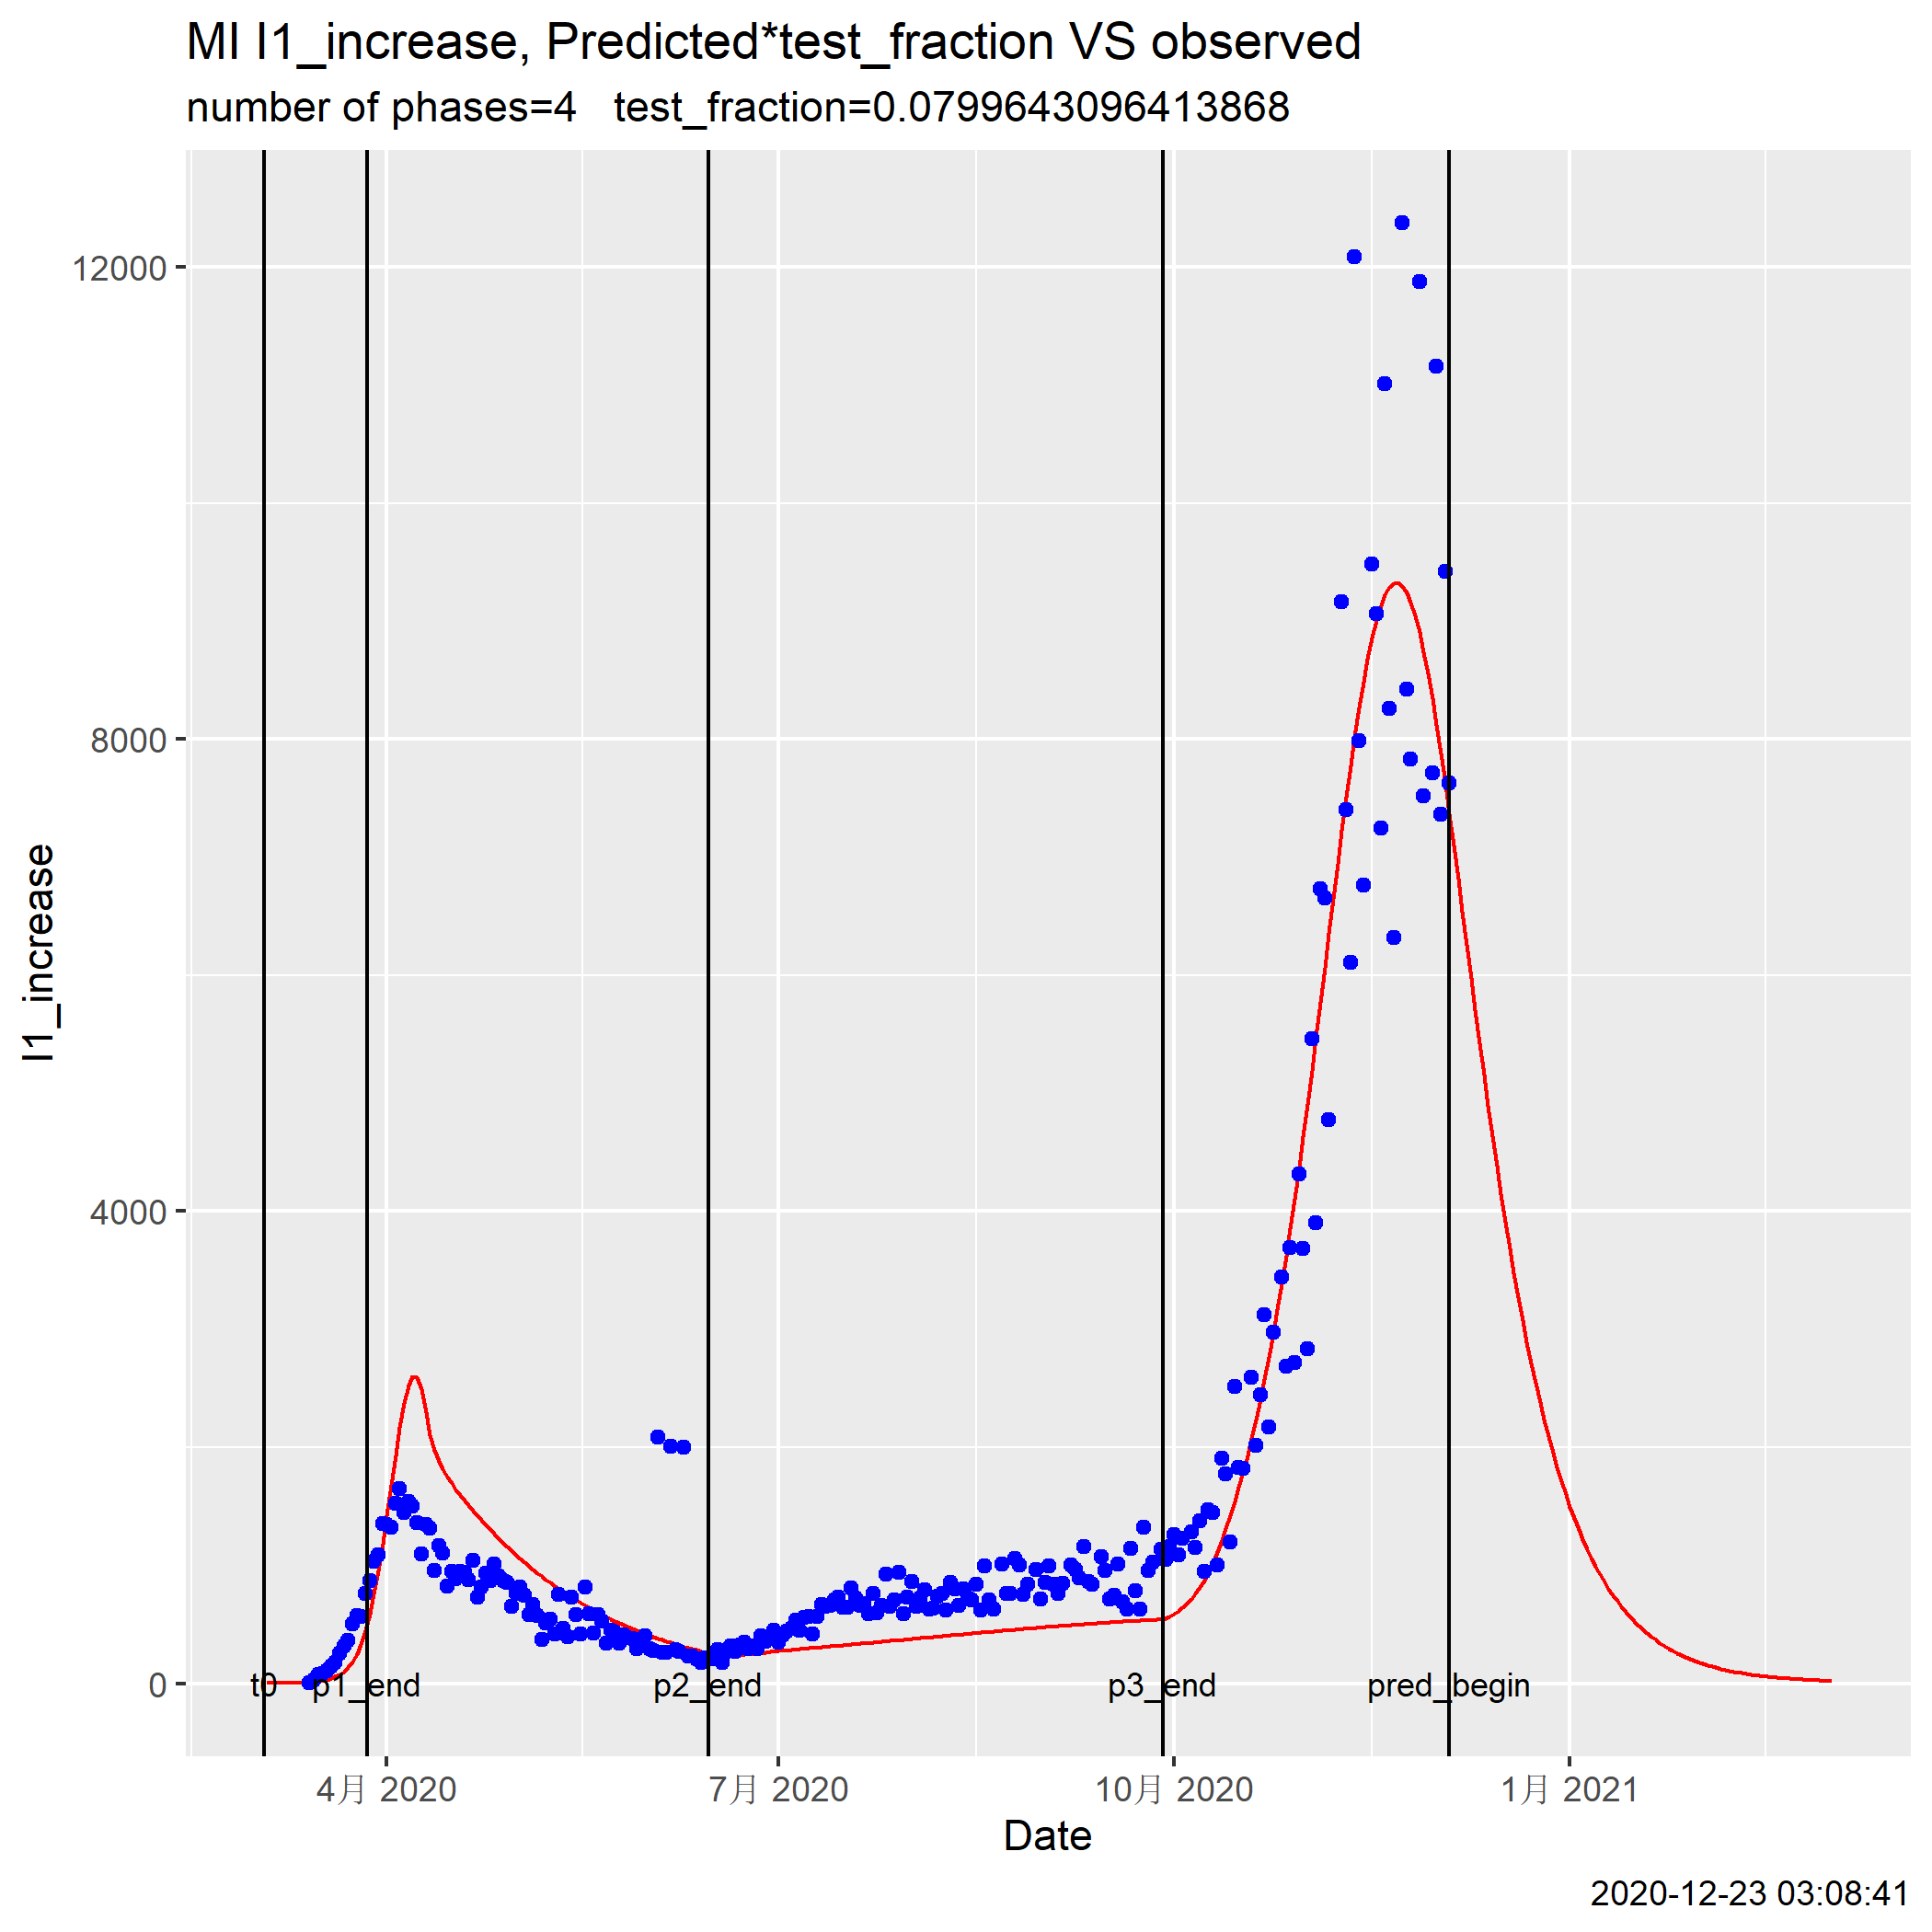 MI I1_increase, Predicted*test_fraction VS observed
number of phases=4   test_fraction=0.0799643096413868
12000
8000
4000
0
I1_increase
t0
p1_end
p2_end
p3_end
pred_begin
4月 2020
7月 2020
10月 2020
1月 2021
Date
2020-12-23 03:08:41